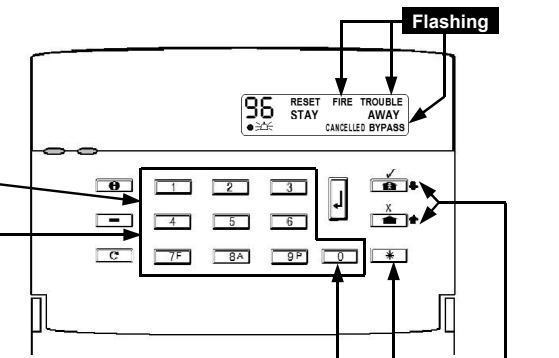 Flashing
96 RESET FIRE TROUBLE
STAY AWAY
CANCELLED BYPASS
1 2 3
4 5 6
X
7F 8A 9P 0 *
C